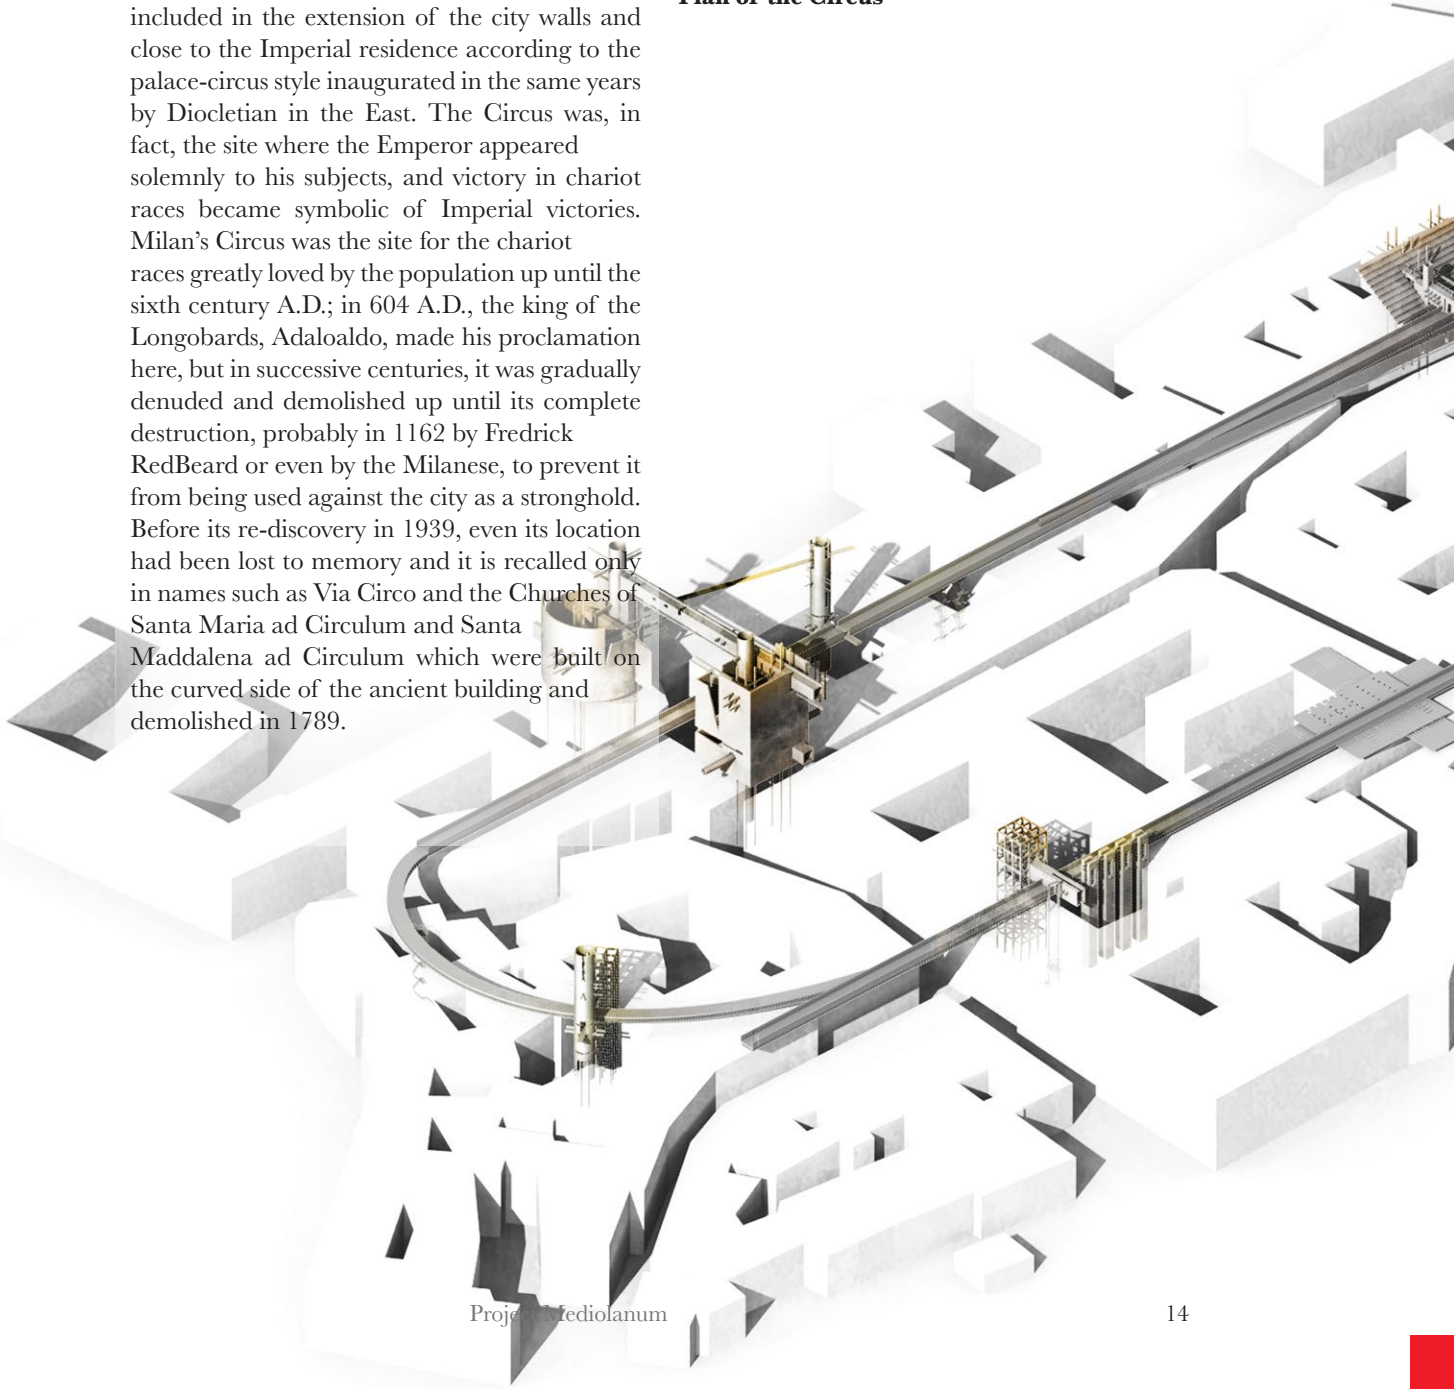 included in the extension of the city walls and
close to the Imperial residence according to the
palace-circus style inaugurated in the same years
by Diocletian in the East. The Circus was, in
fact, the site where the Emperor appeared
solemnly to his subjects, and victory in chariot
races became symbolic of Imperial victories.
Milan’s Circus was the site for the chariot
races greatly loved by the population up until the
sixth century A.D.; in 604 A.D., the king of the
Longobards, Adaloaldo, made his proclamation
here, but in successive centuries, it was gradually
denuded and demolished up until its complete
destruction, probably in 1162 by Fredrick
RedBeard or even by the Milanese, to prevent it
from being used against the city as a stronghold.
Before its re-discovery in 1939, even its location
had been lost to memory and it is recalled only
in names such as Via Circo and the Churches of
Santa Maria ad Circulum and Santa
Maddalena ad Circulum which were built on
the curved side of the ancient building and
demolished in 1789.
Plan of the Circus
Project Mediolanum
14